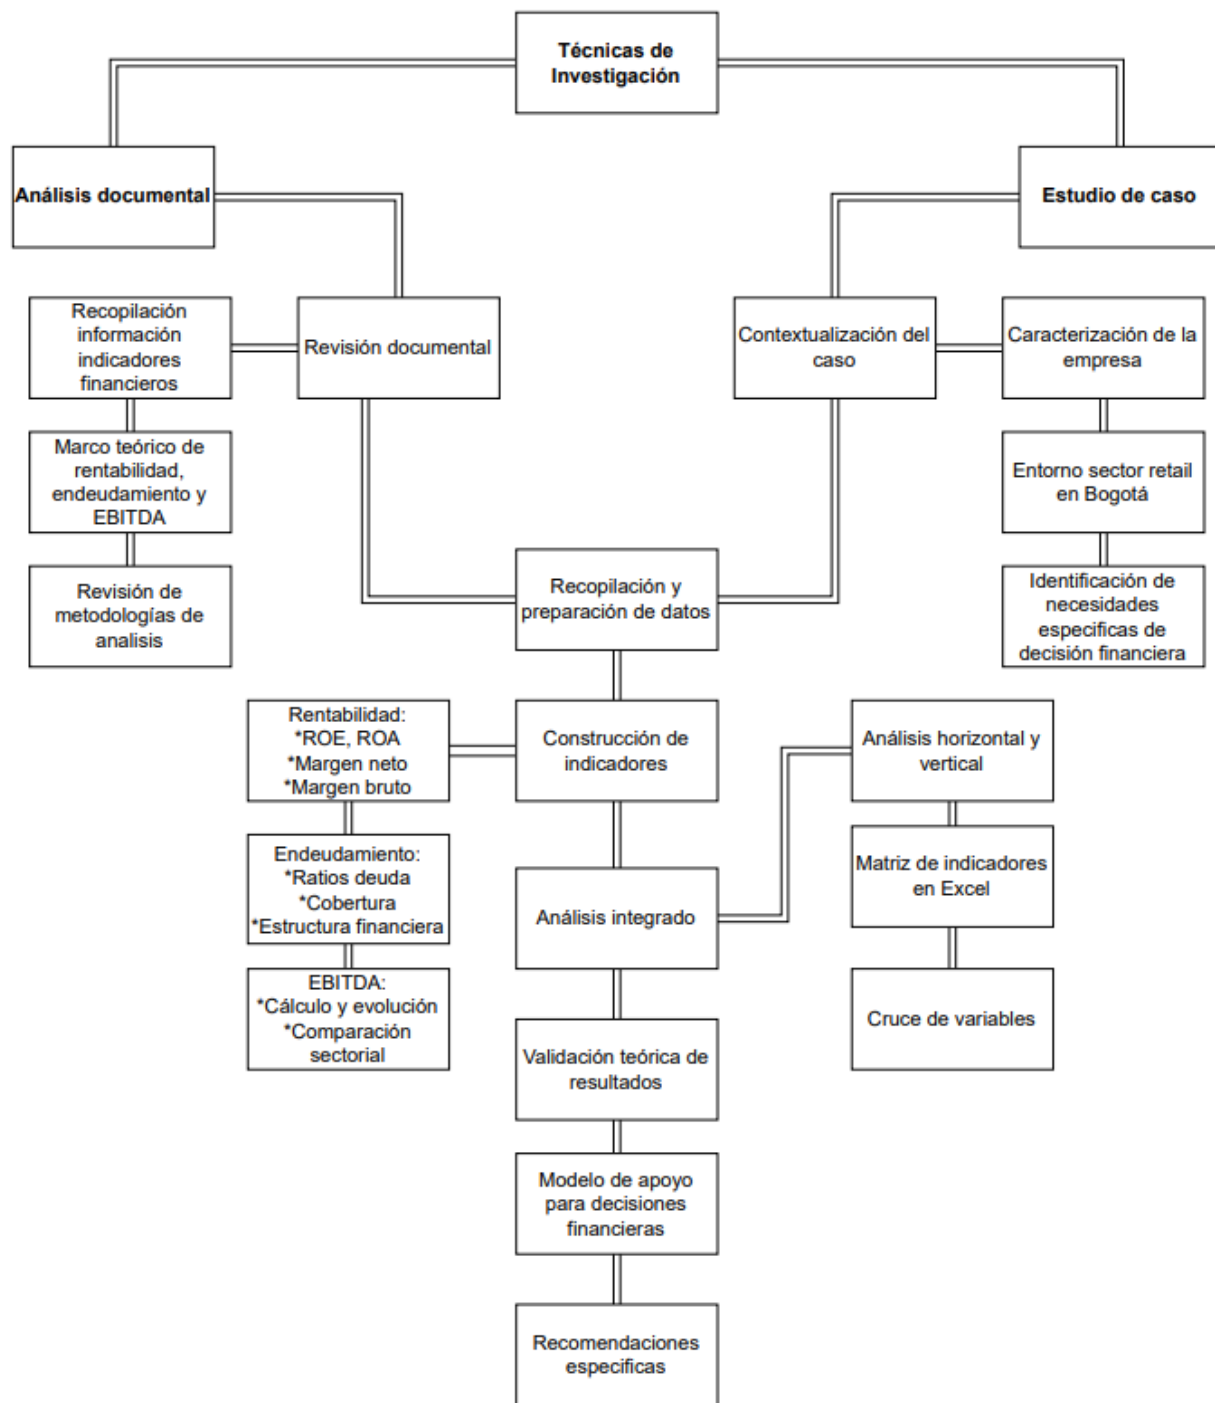 Técnicas de
Investigación
Análisis documental
Estudio de caso
Recopilación
información
indicadores
financieros
Revisión documental
Contextualización del
caso
Caracterización de la
empresa
Marco teórico de
rentabilidad,
endeudamiento y
EBITDA
Entorno sector retail
en Bogotá
Revisión de
metodologías de
analisis
Recopilación y
preparación de datos
Identificación de
necesidades
especificas de
decisión financiera
Rentabilidad:
*ROE, ROA
*Margen neto
*Margen bruto
Construcción de
indicadores
Análisis horizontal y
vertical
Endeudamiento:
*Ratios deuda
*Cobertura
*Estructura financiera
Análisis integrado
Matriz de indicadores
en Excel
EBITDA:
*Cálculo y evolución
*Comparación
sectorial
Cruce de variables
Validación teórica de
resultados
Modelo de apoyo
para decisiones
financieras
Recomendaciones
especificas